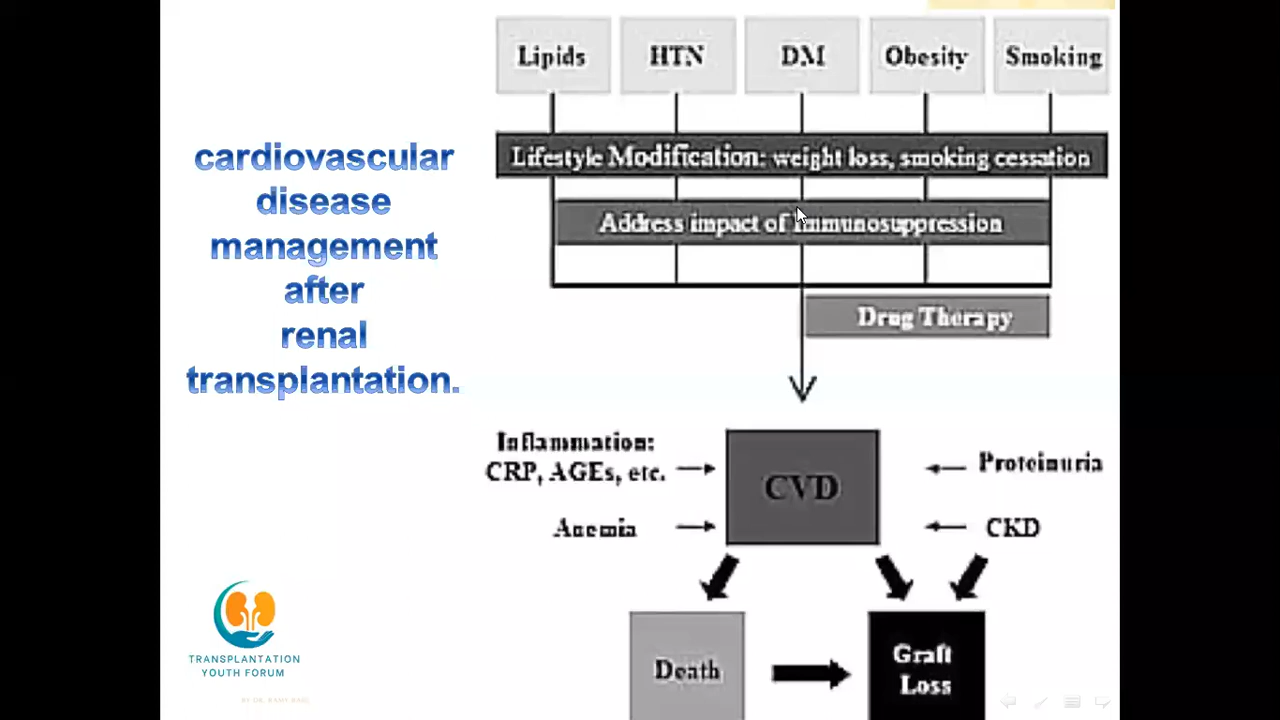 cardiovascular
disease
management
after
renal
transplantation.
Lipids
HTN
DM
Obesity
Smoking
Lifestyle Modification: weight loss, smoking cessation
Address impact of immunosuppression
Drug Therapy
Inflammation:
CRP, AGEs, etc.
Anemia
CVD
Proteinuria
CKD
Death
Graft
Loss
TRANSPLANTATION
YOUTH FORUM